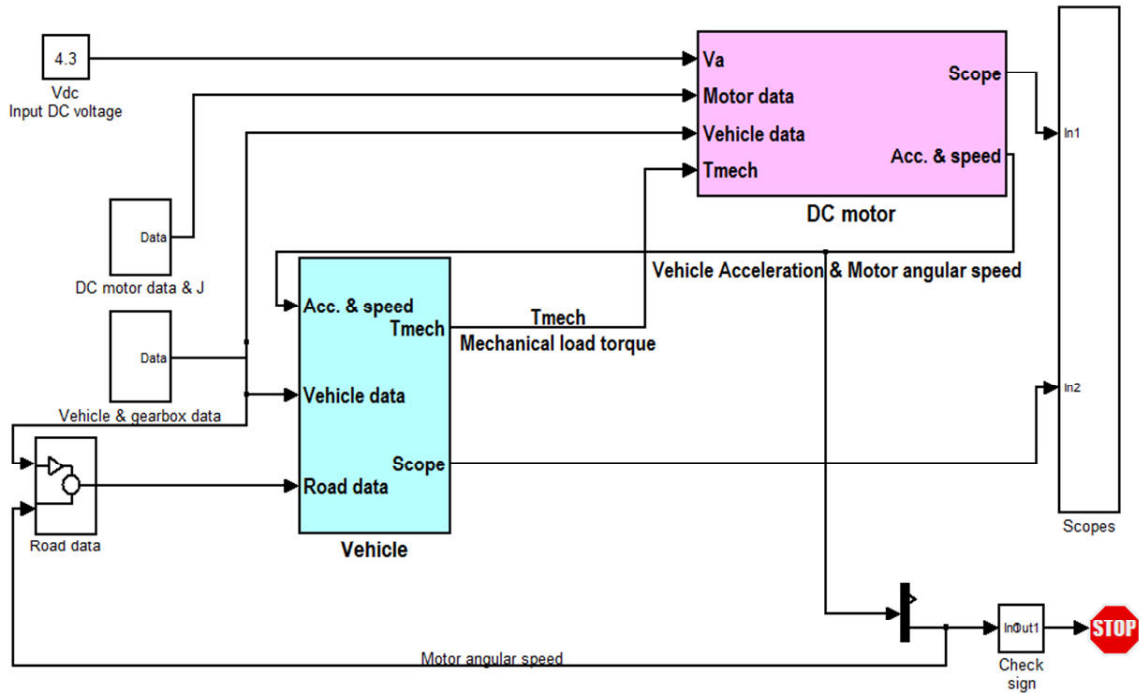 4.3
Vdc
Input DC voltage
Va
Motor data
Vehicle data
Tmech
Scope
Acc. & speed
DC motor
In1
In2
Scopes
Data
DC motor data & J
Data
Vehicle & gearbox data
Vehicle Acceleration & Motor angular speed
Acc. & speed
Tmech
Vehicle data
Scope
Road data
Vehicle
Tmech
Mechanical load torque
Road data
Motor angular speed
In1 Out1
Check
sign
STOP